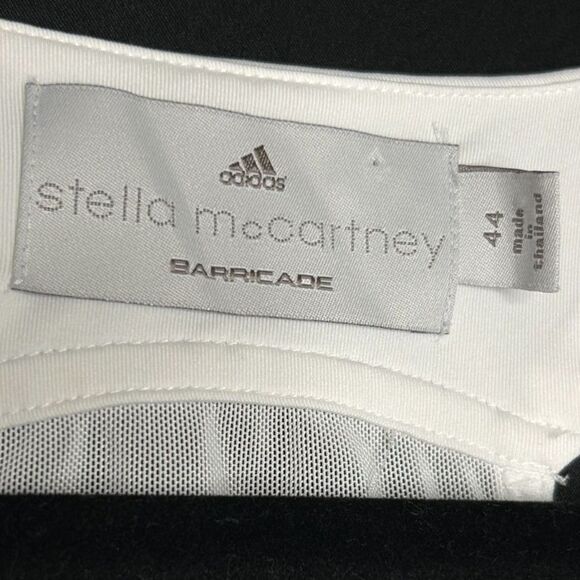 adidas
stella mccartney
BARRICADE
44
made
in
thailand